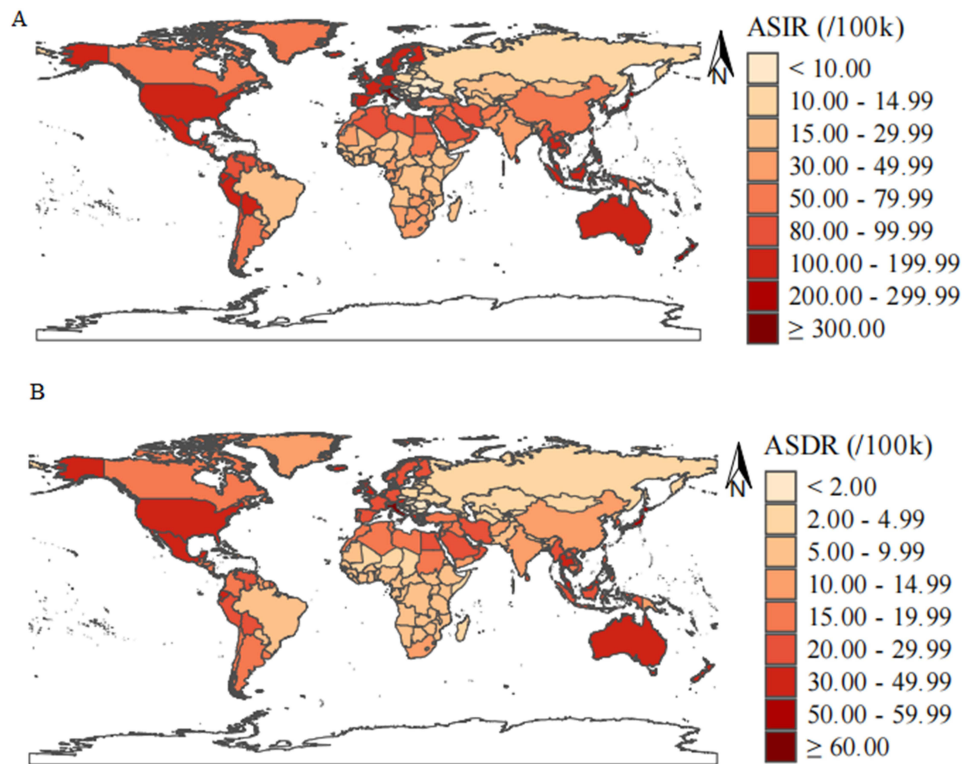 A
N
ASIR (/100k)
< 10.00
10.00 - 14.99
15.00 - 29.99
30.00 - 49.99
50.00 - 79.99
80.00 - 99.99
100.00 - 199.99
200.00 - 299.99
≥ 300.00
B
N
ASDR (/100k)
< 2.00
2.00 - 4.99
5.00 - 9.99
10.00 - 14.99
15.00 - 19.99
20.00 - 29.99
30.00 - 49.99
50.00 - 59.99
≥ 60.00